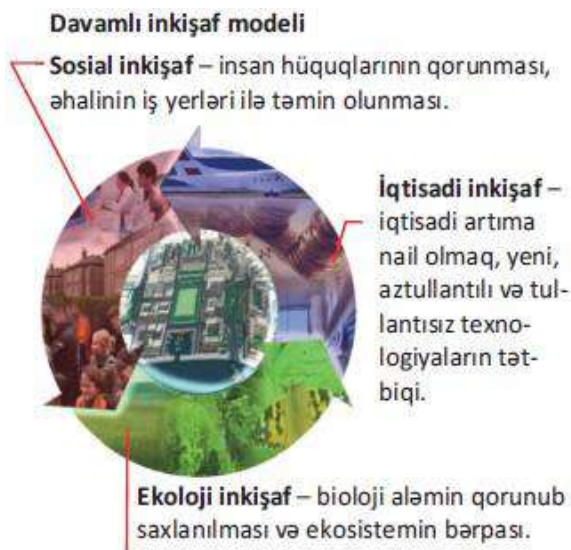 Davamlı inkişaf modeli
Sosial inkişaf – insan hüquqlarının qorunması,
əhalinin iş yerləri ilə təmin olunması.
İqtisadi inkişaf –
iqtisadi artıma
nail olmaq, yeni,
aztullantılı və tul-
lantısız texno-
logiyaların tət-
biqi.
Ekoloji inkişaf – bioloji aləmin qorunub
saxlanılması və ekosistemin bərpası.